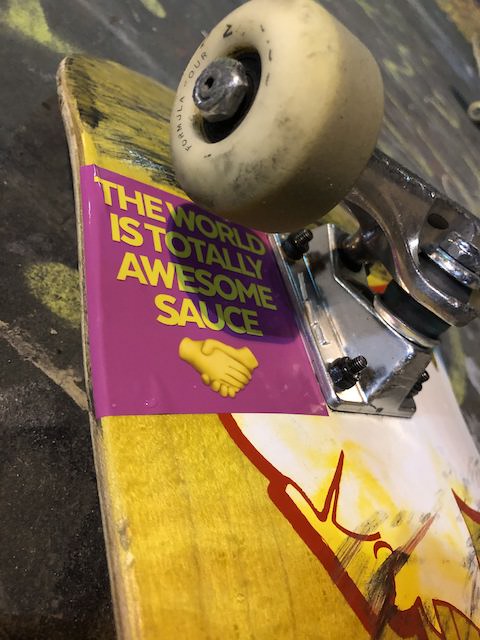 FORMULA FOUR
THE WORLD
IS TOTALLY
AWESOME
SAUCE